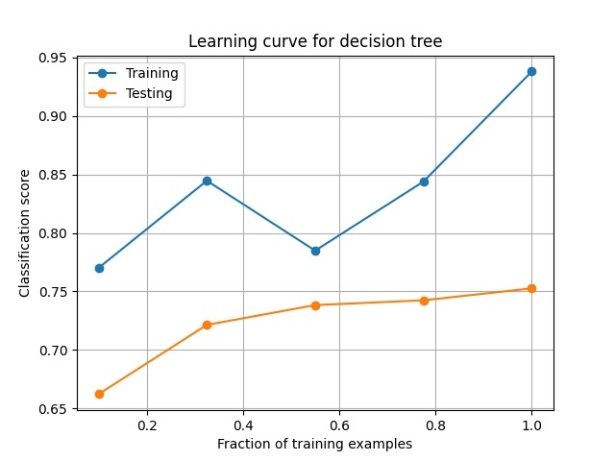 Learning curve for decision tree
Training
Testing
Classification score
0.95
0.90
0.85
0.80
0.75
0.70
0.65
0.2 0.4 0.6 0.8 1.0
Fraction of training examples